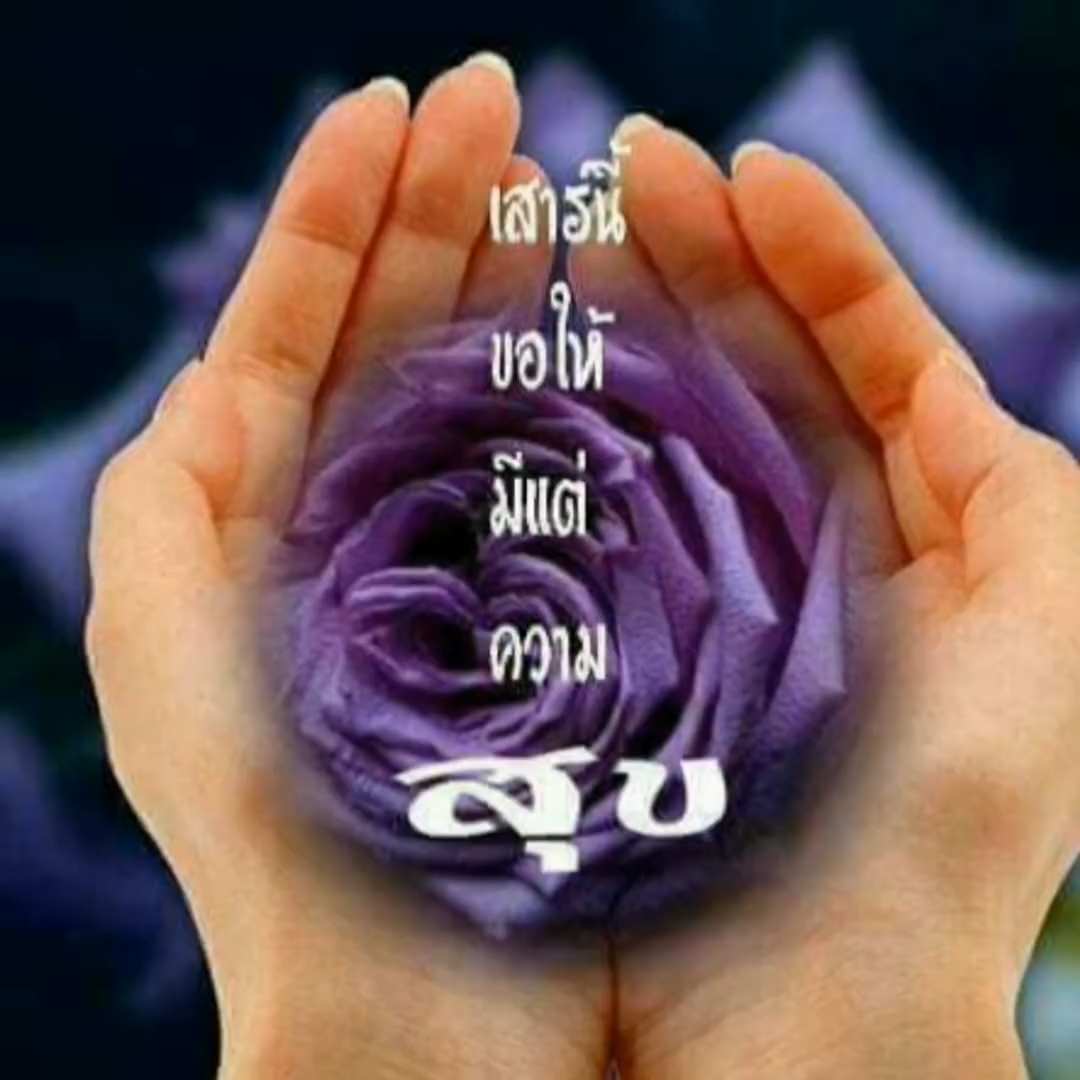 เสาร์นี้
ขอให้
มีแต่
ความ
สุข